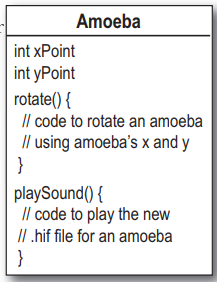 Amoeba
int xPoint
int yPoint
rotate() {
// code to rotate an amoeba
// using amoeba's x and y
}
playSound() {
// code to play the new
// .hif file for an amoeba
}